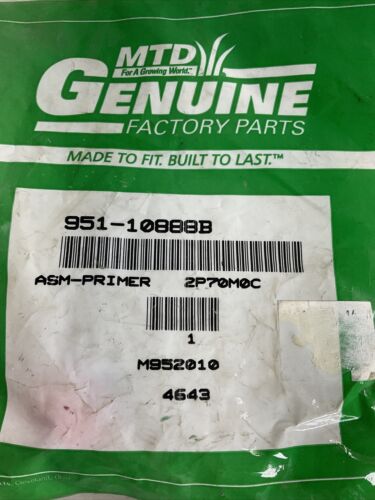 MTD
For A Growing World.™
GENUINE
FACTORY PARTS
MADE TO FIT. BUILT TO LAST.™
951-10888B
ASM-PRIMER 2P70M0C
1
M952010
4643